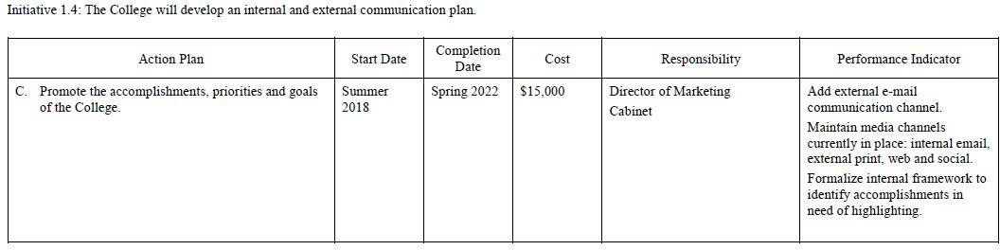 Initiative 1.4: The College will develop an internal and external communication plan.
Action Plan
Start Date
Completion
Date
Cost
Responsibility
Performance Indicator
C. Promote the accomplishments, priorities and goals
of the College.
Summer
2018
Spring 2022
$15,000
Director of Marketing
Cabinet
Add external e-mail
communication channel.
Maintain media channels
currently in place: internal email,
external print, web and social.
Formalize internal framework to
identify accomplishments in
need of highlighting.